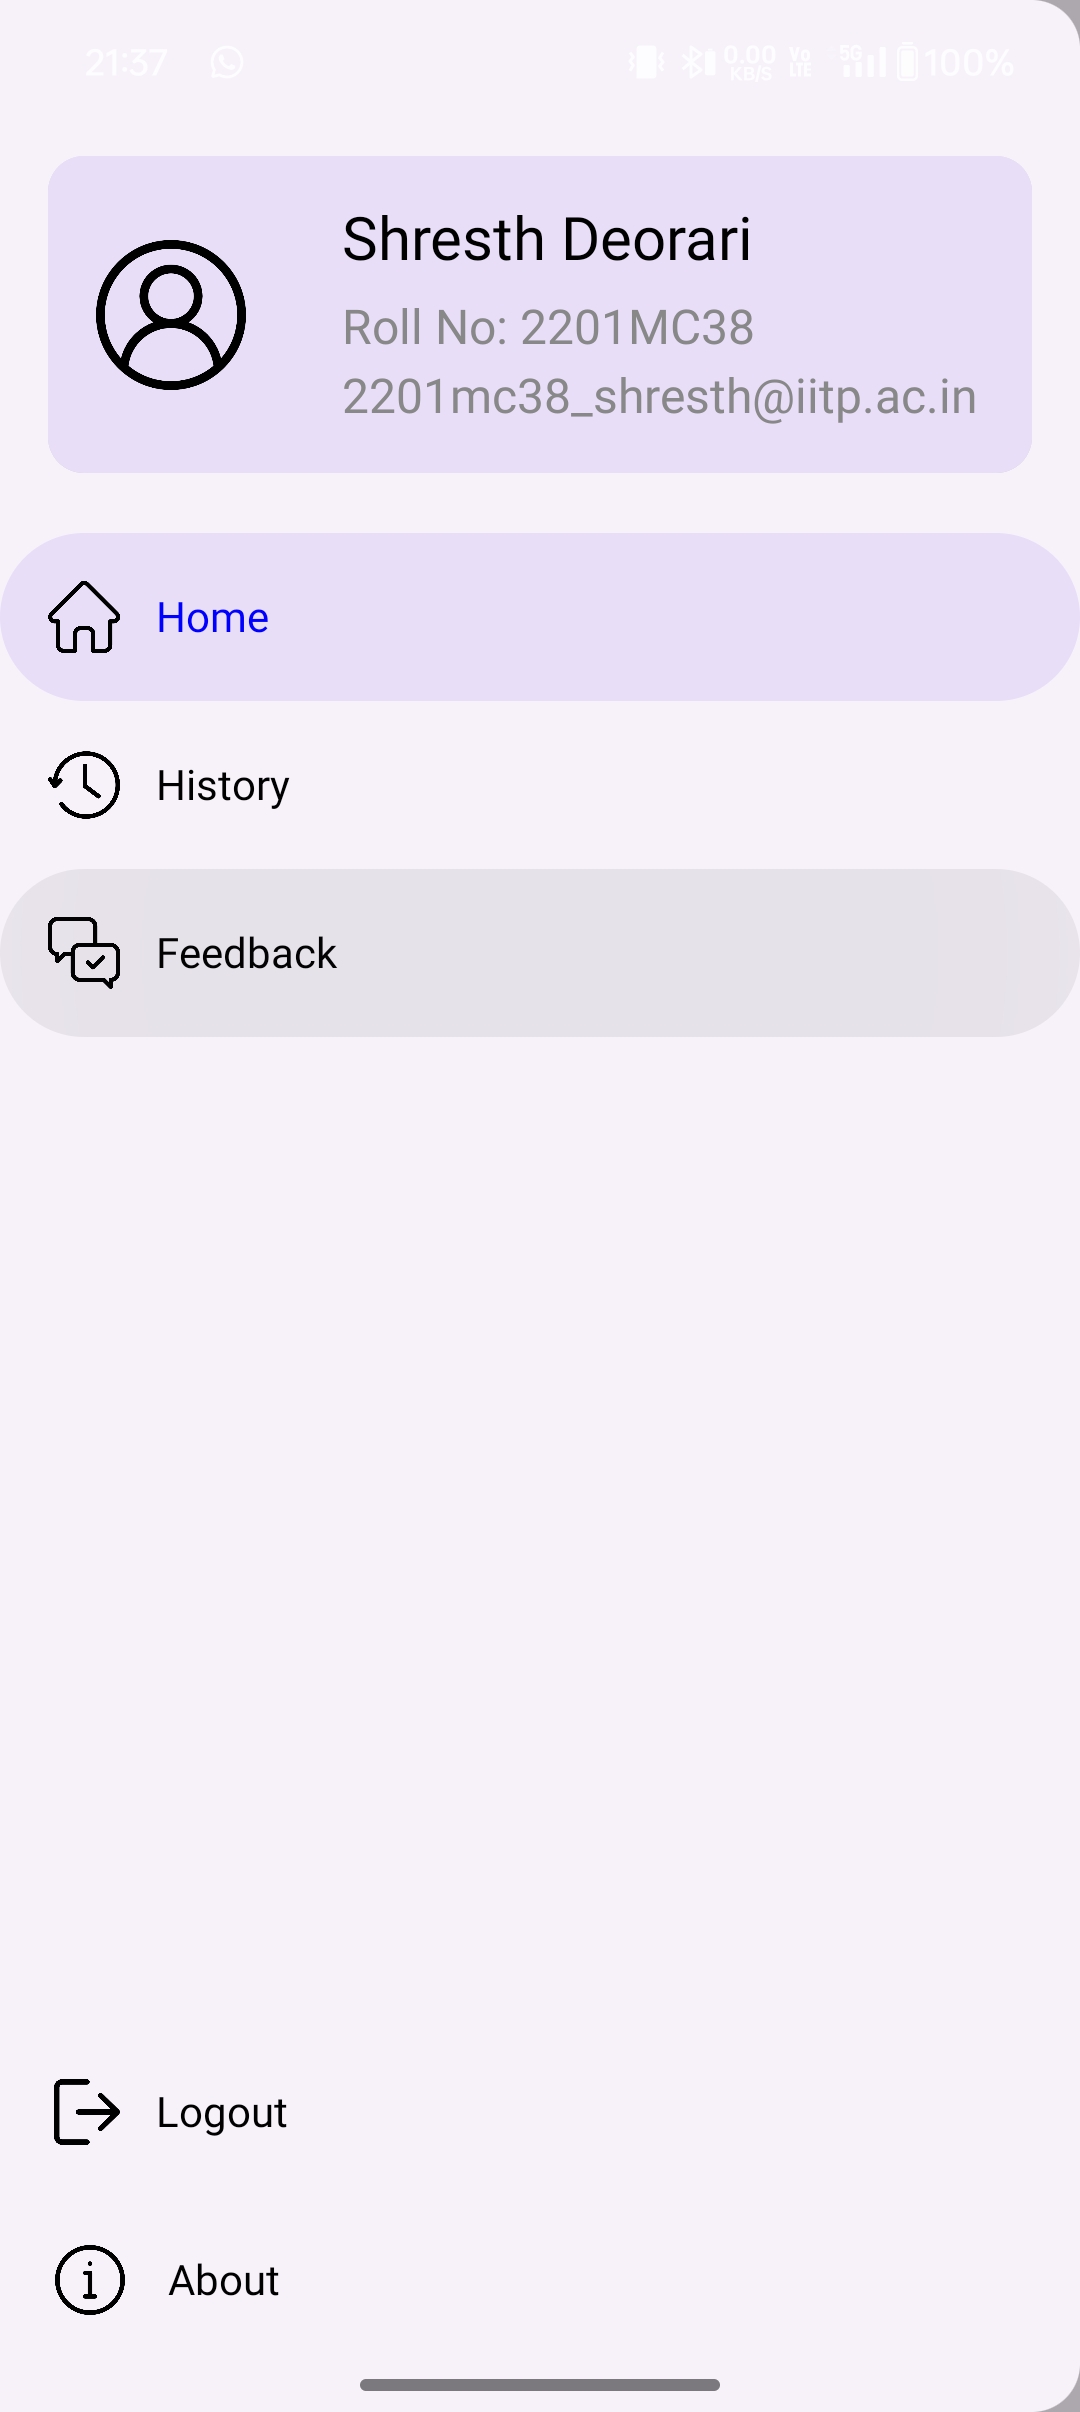 21:37 0.00 KB/S Vo LTE 5G 100%
Shresth Deorari
Roll No: 2201MC38
2201mc38_shresth@iitp.ac.in
Home
History
Feedback
Logout
About